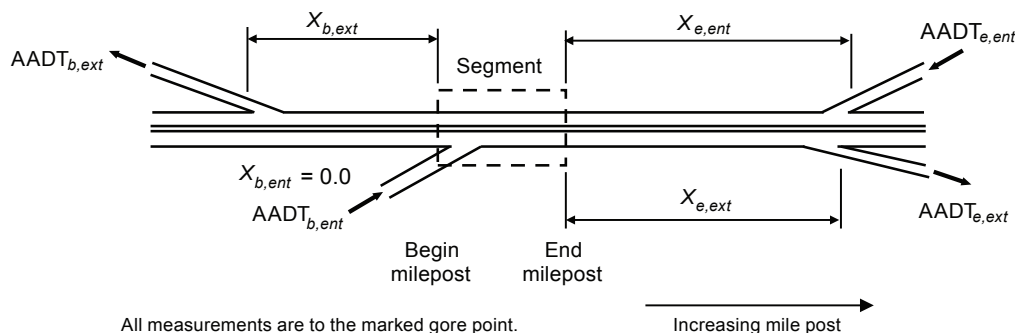 X_b,ext
X_e,ent
AADT_b,ext
AADT_e,ent
Segment
X_b,ent = 0.0
AADT_b,ent
X_e,ext
AADT_e,ext
Begin
milepost
End
milepost
All measurements are to the marked gore point.
Increasing mile post